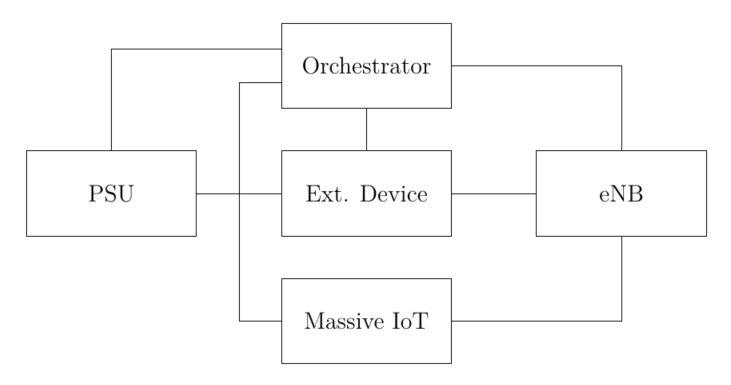 Orchestrator
PSU
Ext. Device
eNB
Massive IoT